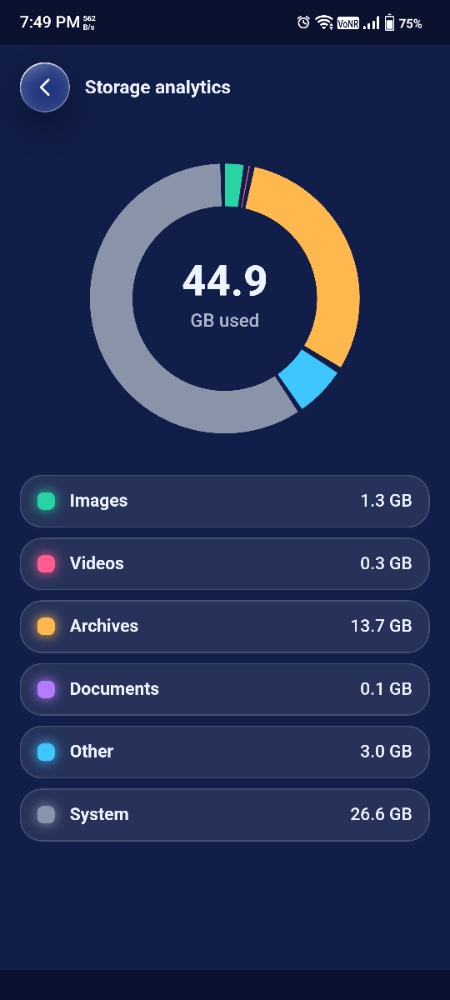 7:49 PM 562 B/s VoNR 75%
Storage analytics
44.9
GB used
Images 1.3 GB
Videos 0.3 GB
Archives 13.7 GB
Documents 0.1 GB
Other 3.0 GB
System 26.6 GB